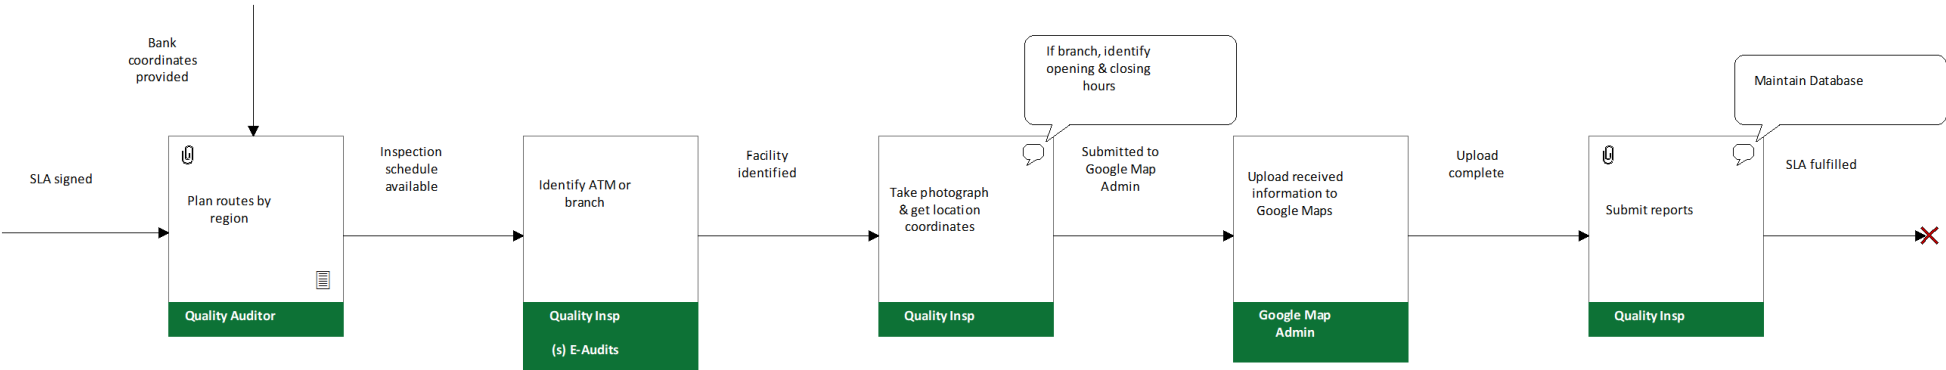 Bank
coordinates
provided
SLA signed
Plan routes by
region
Quality Auditor
Inspection
schedule
available
Identify ATM or
branch
Quality Insp
(s) E-Audits
Facility
identified
If branch, identify
opening & closing
hours
Take photograph
& get location
coordinates
Quality Insp
Submitted to
Google Map
Admin
Upload received
information to
Google Maps
Google Map
Admin
Upload
complete
Maintain Database
Submit reports
Quality Insp
SLA fulfilled